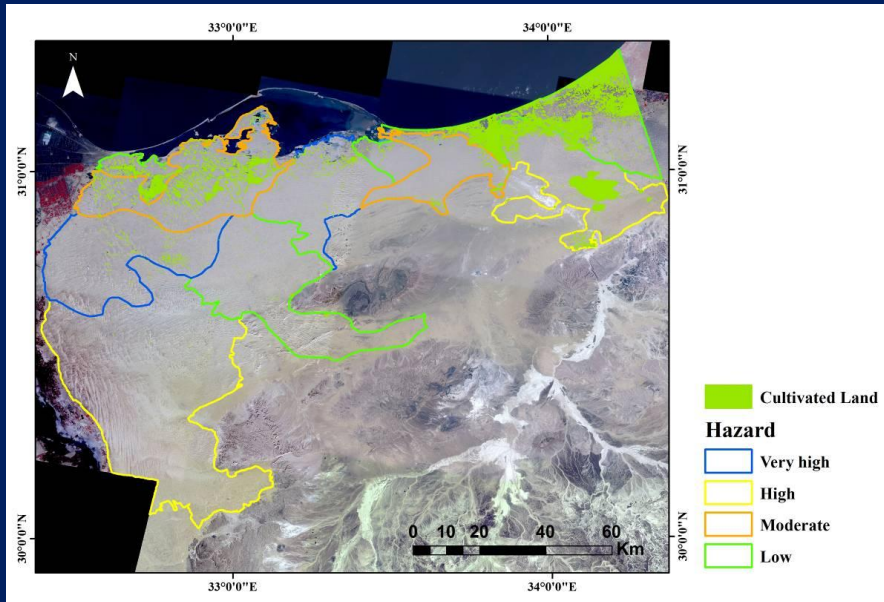 33°0'0"E 34°0'0"E
N
31°0'0"N 31°0'0"N
Cultivated Land
Hazard
Very high
High
Moderate
Low
0 10 20 40 60
Km
30°0'0"N 30°0'0"N
33°0'0"E 34°0'0"E